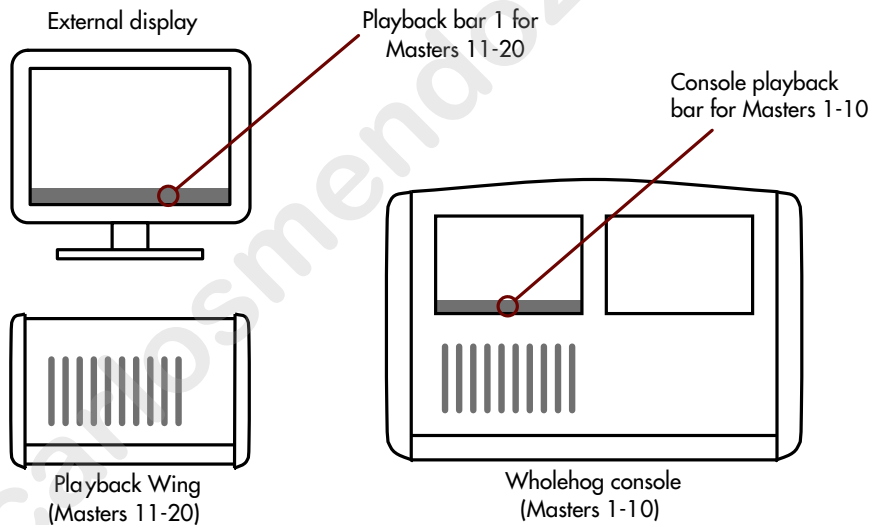 External display
Playback bar 1 for
Masters 11-20
Console playback
bar for Masters 1-10
Playback Wing
(Masters 11-20)
Wholehog console
(Masters 1-10)